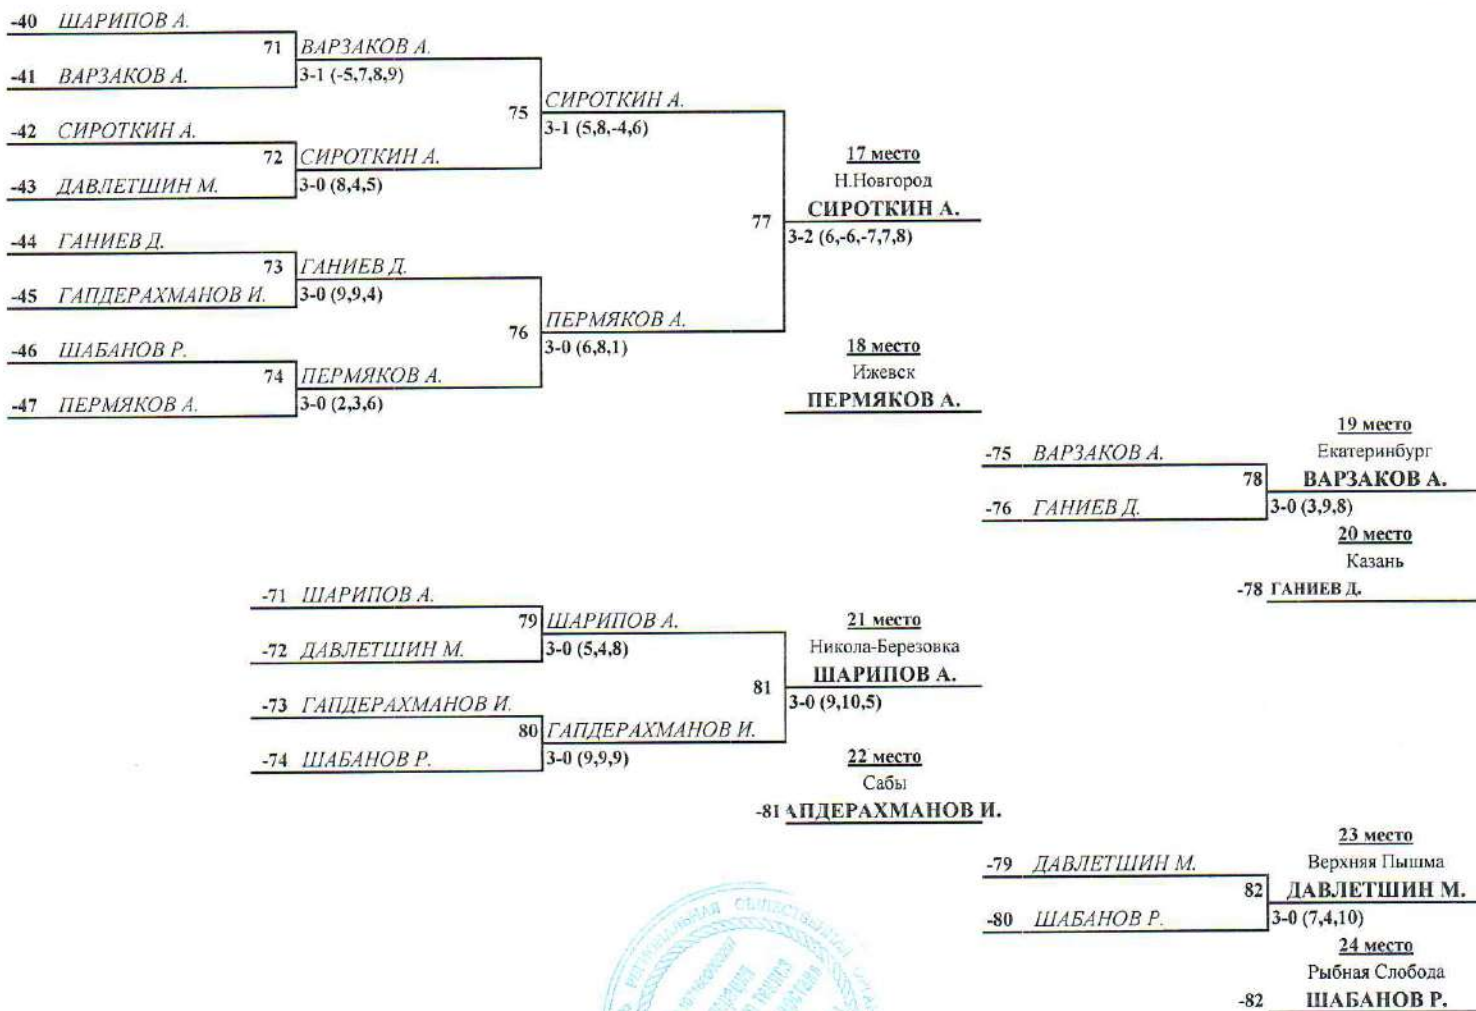 -40 ШАРИПОВ А.
71 ВАРЗАКОВ А.
-41 ВАРЗАКОВ А.
3-1 (-5,7,8,9)
75 СИРОТКИН А.
3-1 (5,8,-4,6)
-42 СИРОТКИН А.
72 СИРОТКИН А.
-43 ДАВЛЕТШИН М.
3-0 (8,4,5)
17 место
Н.Новгород
СИРОТКИН А.
77
3-2 (6,-6,-7,7,8)
-44 ГАНИЕВ Д.
73 ГАНИЕВ Д.
-45 ГАПДЕРАХМАНОВ И.
3-0 (9,9,4)
76 ПЕРМЯКОВ А.
3-0 (6,8,1)
-46 ШАБАНОВ Р.
74 ПЕРМЯКОВ А.
-47 ПЕРМЯКОВ А.
3-0 (2,3,6)
18 место
Ижевск
ПЕРМЯКОВ А.
-75 ВАРЗАКОВ А.
-76 ГАНИЕВ Д.
19 место
Екатеринбург
78 ВАРЗАКОВ А.
3-0 (3,9,8)
20 место
Казань
-78 ГАНИЕВ Д.
-71 ШАРИПОВ А.
79 ШАРИПОВ А.
-72 ДАВЛЕТШИН М.
3-0 (5,4,8)
-73 ГАПДЕРАХМАНОВ И.
80 ГАПДЕРАХМАНОВ И.
-74 ШАБАНОВ Р.
3-0 (9,9,9)
21 место
Никола-Березовка
ШАРИПОВ А.
81
3-0 (9,10,5)
22 место
Сабы
-81 АПДЕРАХМАНОВ И.
-79 ДАВЛЕТШИН М.
-80 ШАБАНОВ Р.
23 место
Верхняя Пышма
82 ДАВЛЕТШИН М.
3-0 (7,4,10)
24 место
Рыбная Слобода
-82 ШАБАНОВ Р.